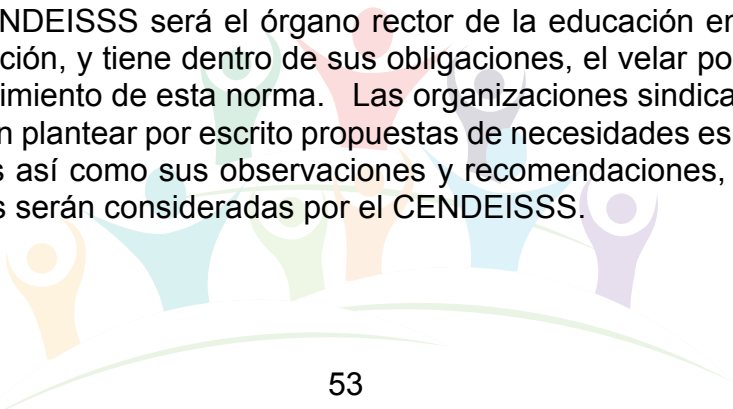 NDEISSS será el órgano rector de la educación en
ción, y tiene dentro de sus obligaciones, el velar po
imiento de esta norma. Las organizaciones sindica
n plantear por escrito propuestas de necesidades es
s así como sus observaciones y recomendaciones,
s serán consideradas por el CENDEISSS.
53